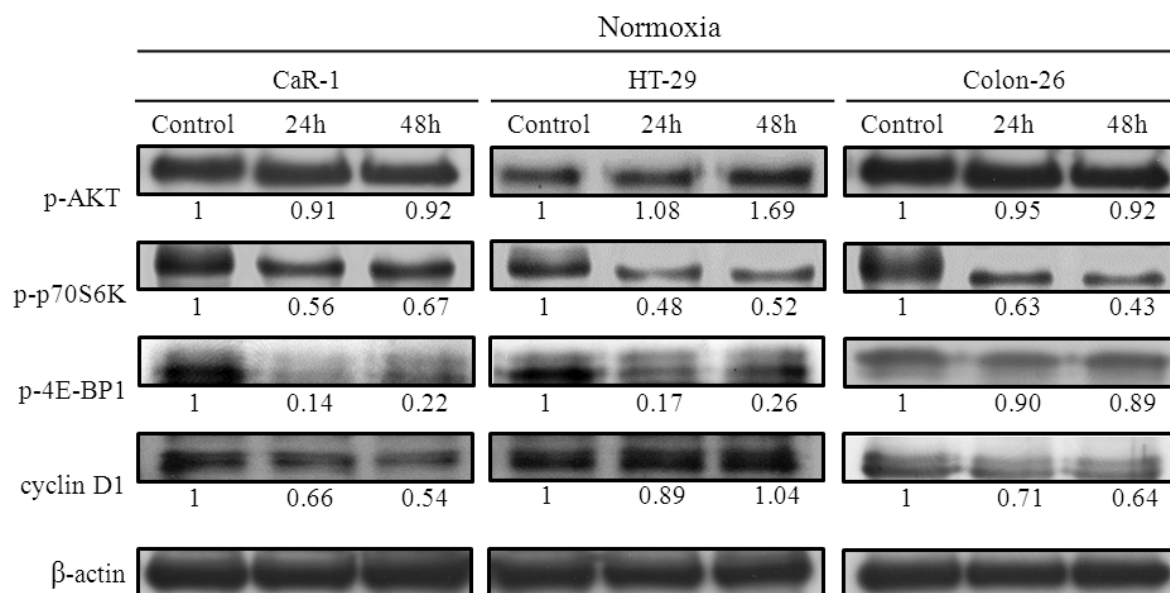 Normoxia
CaR-1 HT-29 Colon-26
Control 24h 48h Control 24h 48h Control 24h 48h
p-AKT
1 0.91 0.92 1 1.08 1.69 1 0.95 0.92
p-p70S6K
1 0.56 0.67 1 0.48 0.52 1 0.63 0.43
p-4E-BP1
1 0.14 0.22 1 0.17 0.26 1 0.90 0.89
cyclin D1
1 0.66 0.54 1 0.89 1.04 1 0.71 0.64
β-actin